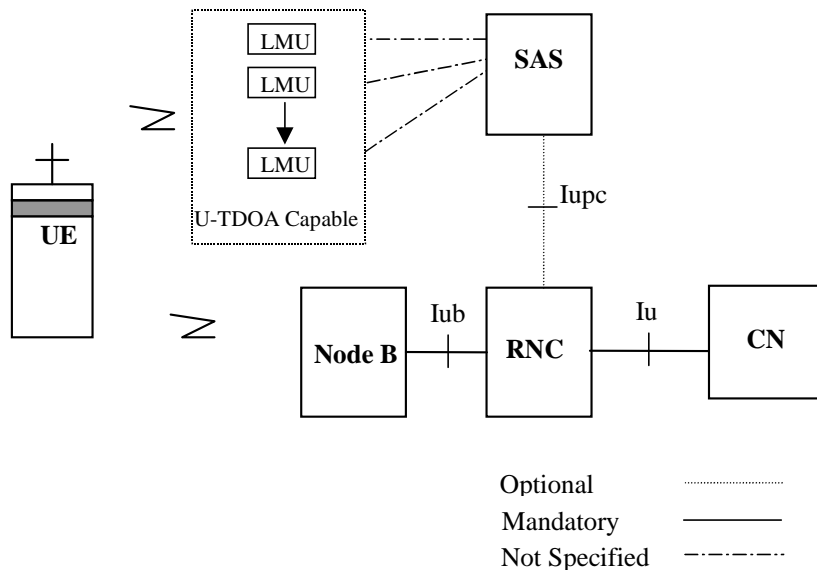 LMU
LMU
LMU
U-TDOA Capable
SAS
Iupc
UE
Node B
Iub
RNC
Iu
CN
Optional
Mandatory
Not Specified